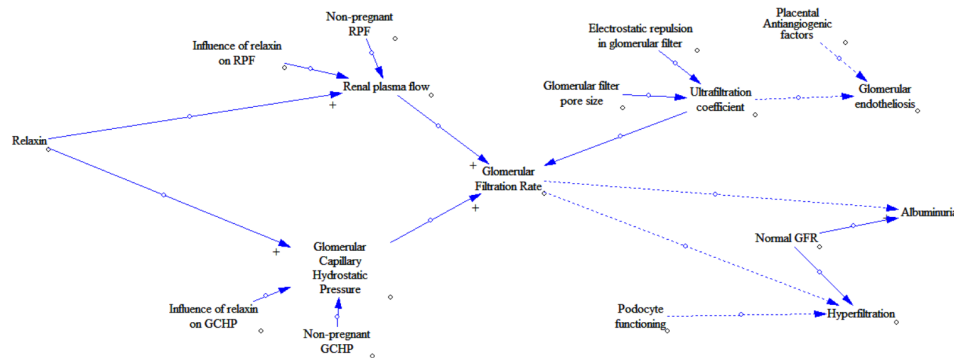 Non-pregnant
RPF
Influence of relaxin
on RPF
Renal plasma flow
+
Relaxin
Electrostatic repulsion
in glomerular filter
Placental
Antiangiogenic
factors
Glomerular filter
pore size
Ultrafiltration
coefficient
Glomerular
endotheliosis
+
Glomerular
Filtration Rate
+
Albuminuria
Normal GFR
+
Glomerular
Capillary
Hydrostatic
Pressure
Influence of relaxin
on GCHP
Non-pregnant
GCHP
Podocyte
functioning
Hyperfiltration